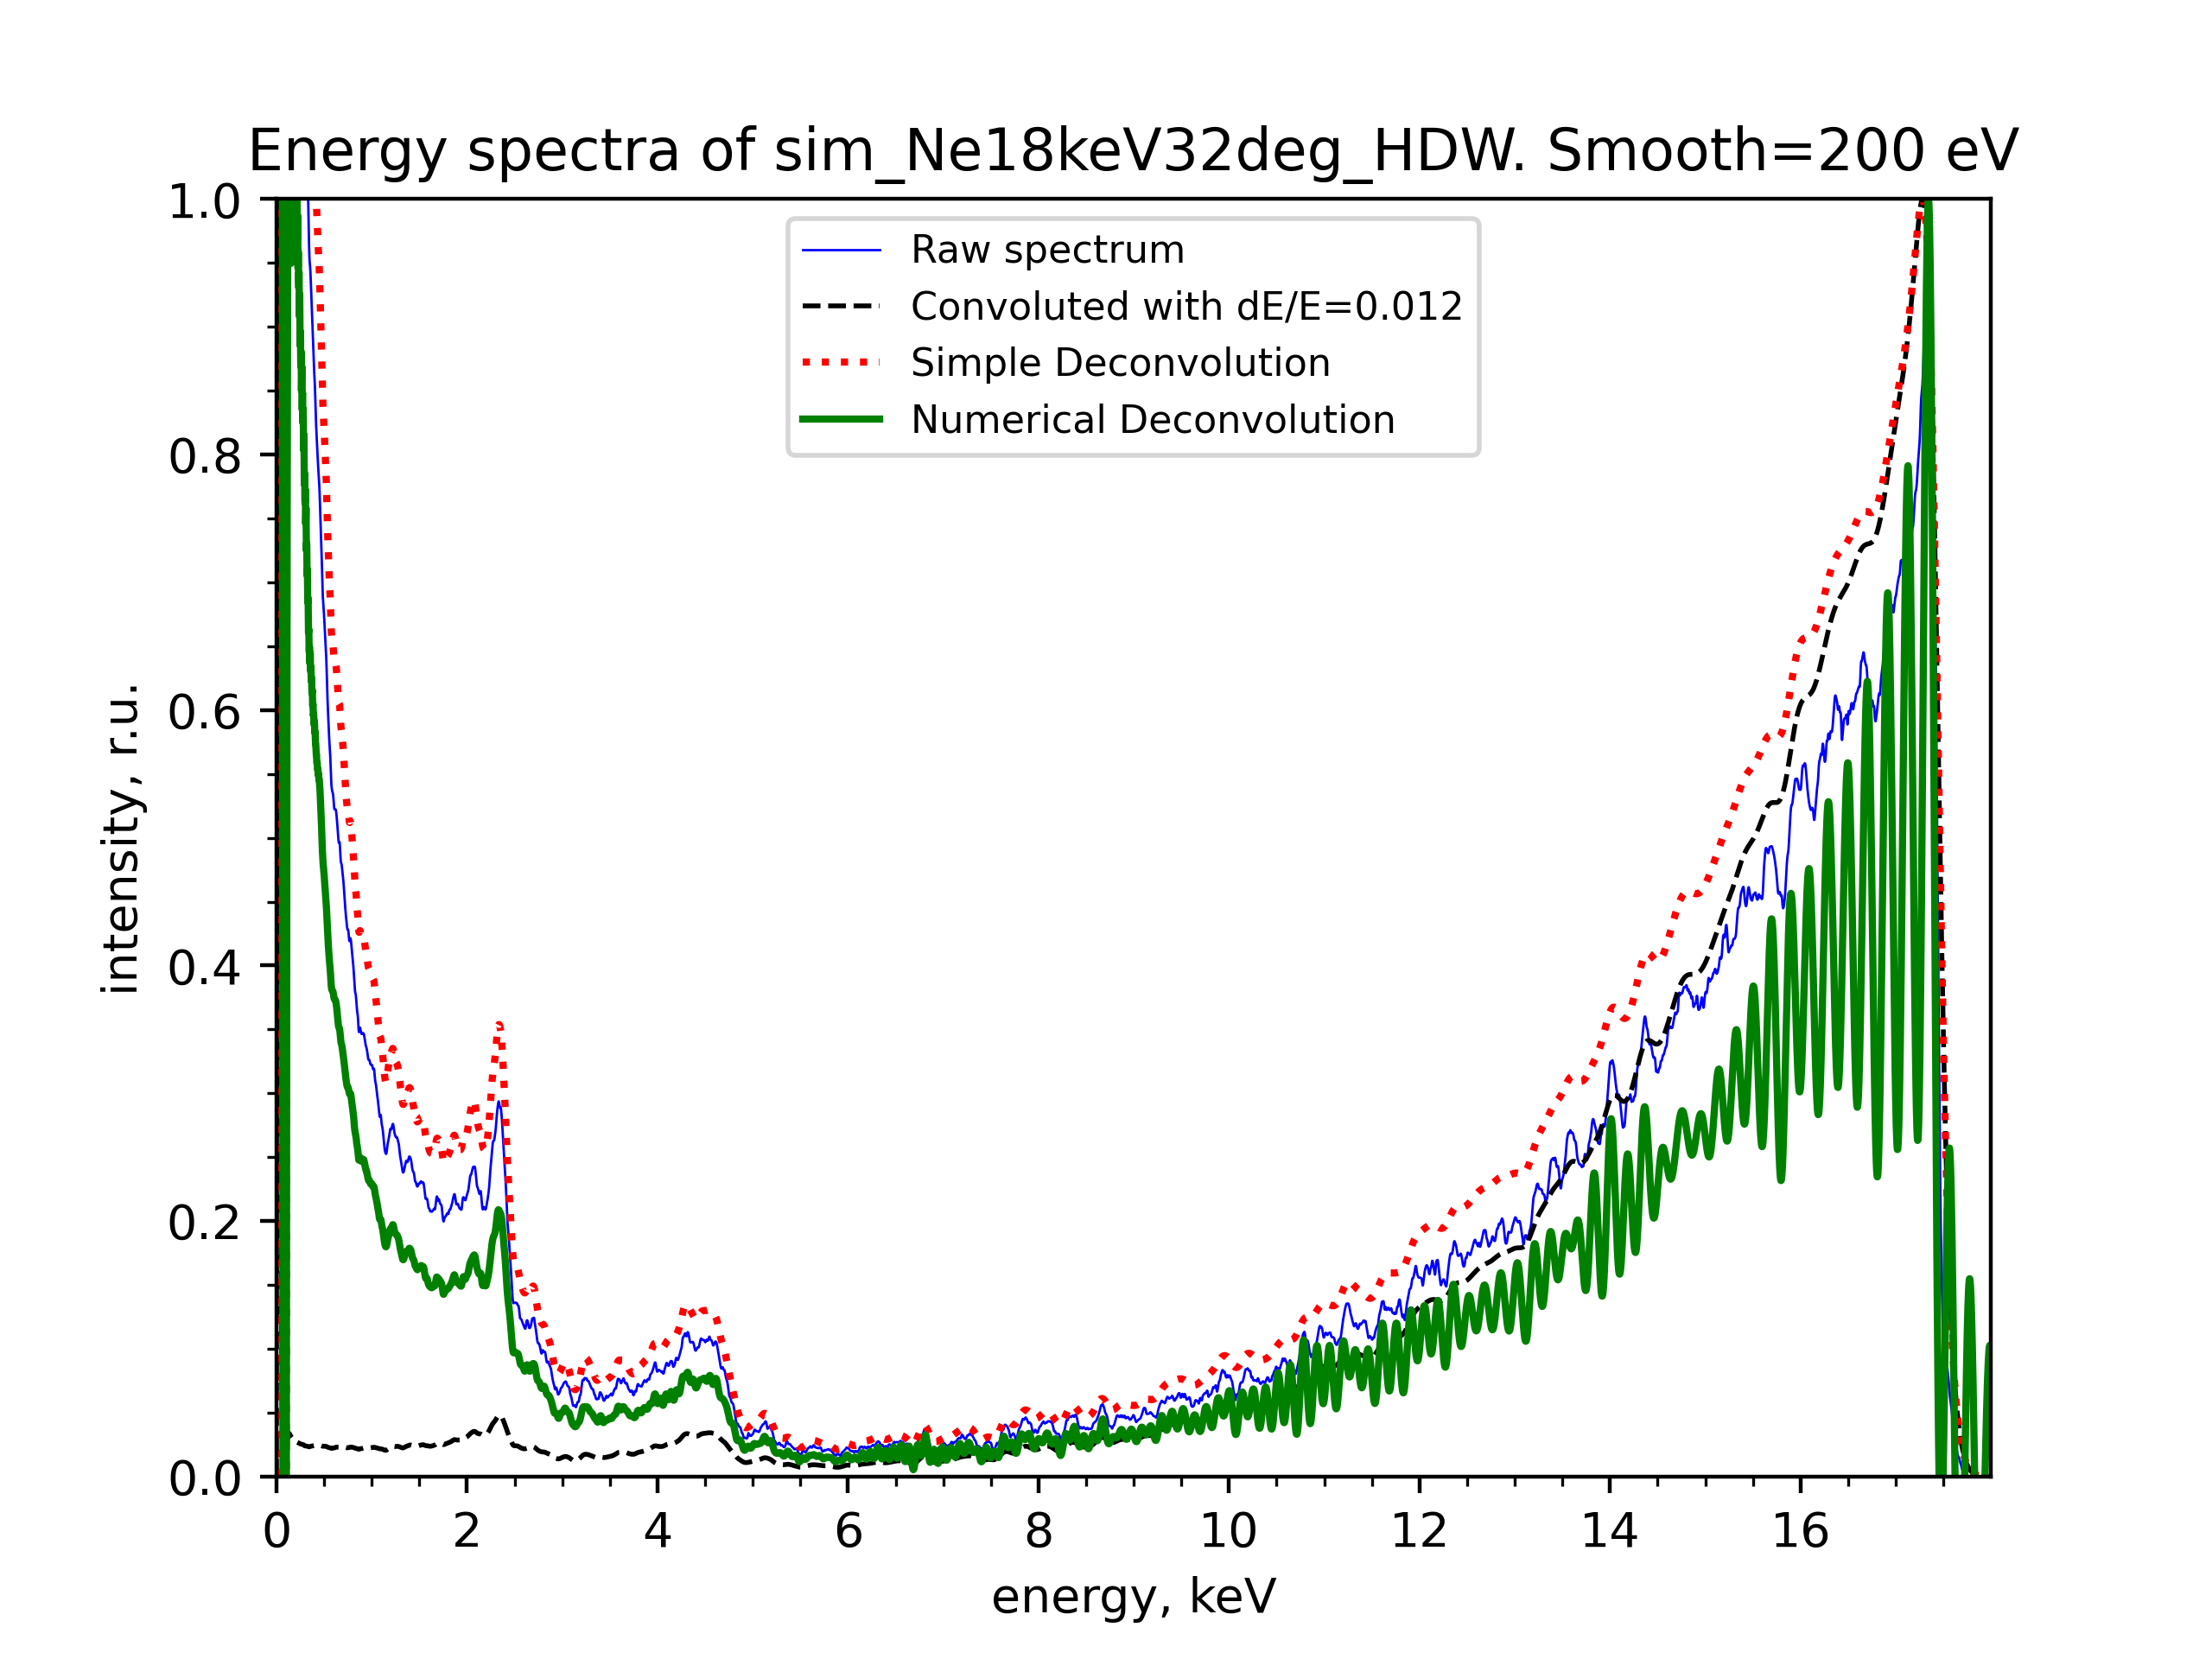 Energy spectra of sim_Ne18keV32deg_HDW. Smooth=200 eV
1.0
0.8
0.6
0.4
0.2
0.0
intensity, r.u.
Raw spectrum
Convoluted with dE/E=0.012
Simple Deconvolution
Numerical Deconvolution
0 2 4 6 8 10 12 14 16
energy, keV